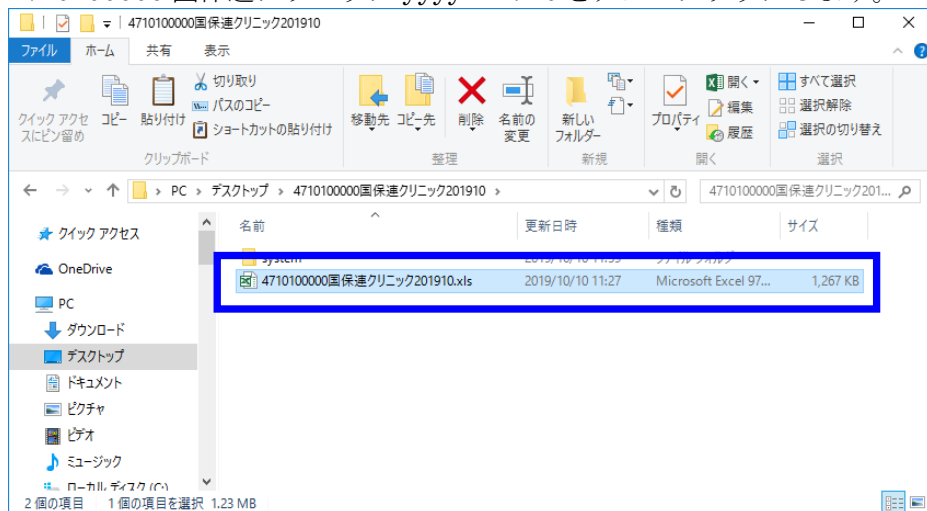 4710100000国保連クリニック201910
ファイル ホーム 共有 表示
クイック アクセスにピン留め
コピー
貼り付け
切り取り
パスのコピー
ショートカットの貼り付け
クリップボード
移動先 コピー先 削除 名前の変更
整理
新しいフォルダー
新規
プロパティ
開く
編集
履歴
開く
すべて選択
選択解除
選択の切り替え
選択
PC > デスクトップ > 4710100000国保連クリニック201910 >
4710100000国保連クリニック201...
名前 更新日時 種類 サイズ
system
4710100000国保連クリニック201910.xls 2019/10/10 11:27 Microsoft Excel 97... 1,267 KB
クイック アクセス
OneDrive
PC
ダウンロード
デスクトップ
ドキュメント
ピクチャ
ビデオ
ミュージック
ローカル ディスク (C:)
2 個の項目 1 個の項目を選択 1.23 MB